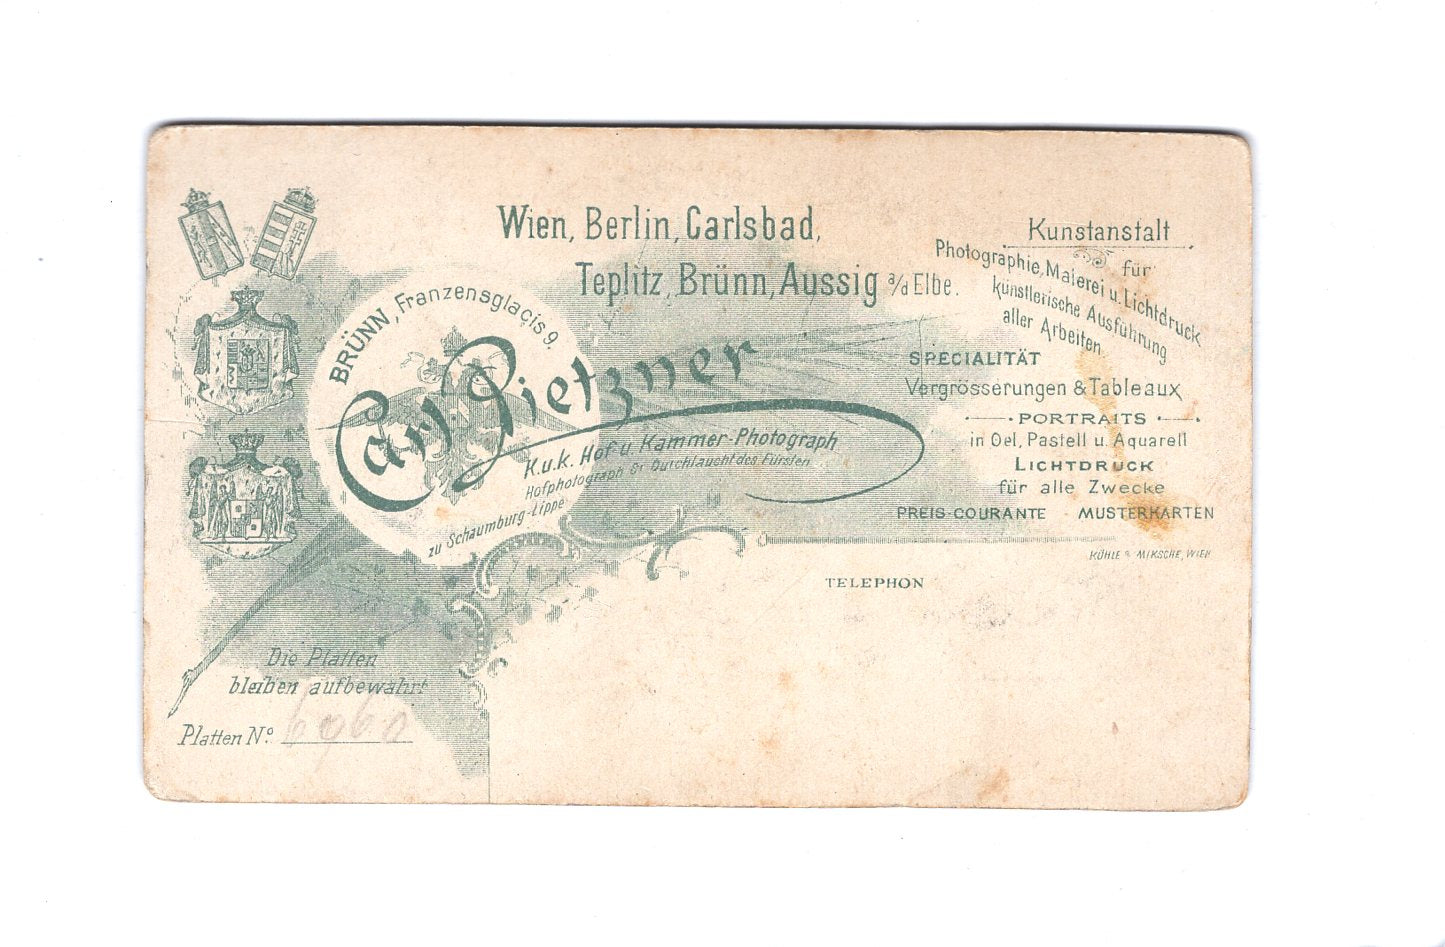 Wien, Berlin, Carlsbad,
Teplitz, Brünn, Aussig a/d Elbe.
BRÜNN, Franzensglacis 9.
Carl Pietzner
K.u.k. Hof u. Kammer-Photograph
Hofphotograph Sr Durchlaucht des Fürsten
zu Schaumburg-Lippe
Kunstanstalt
für
Photographie, Malerei u. Lichtdruck
künstlerische Ausführung
aller Arbeiten
SPECIALITÄT
Vergrösserungen & Tableaux
PORTRAITS
in Oel, Pastell u. Aquarell
LICHTDRUCK
für alle Zwecke
PREIS-COURANTE MUSTERKARTEN
KÜHLE & MIKSCHE, WIEN
TELEPHON
Die Platten
bleiben aufbewahrt
Platten No. 6060